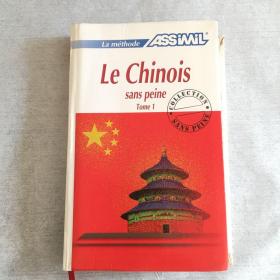 La méthode ASSiMiL
Le Chinois
sans peine
Tome 1
COLLECTION
SANS PEINE